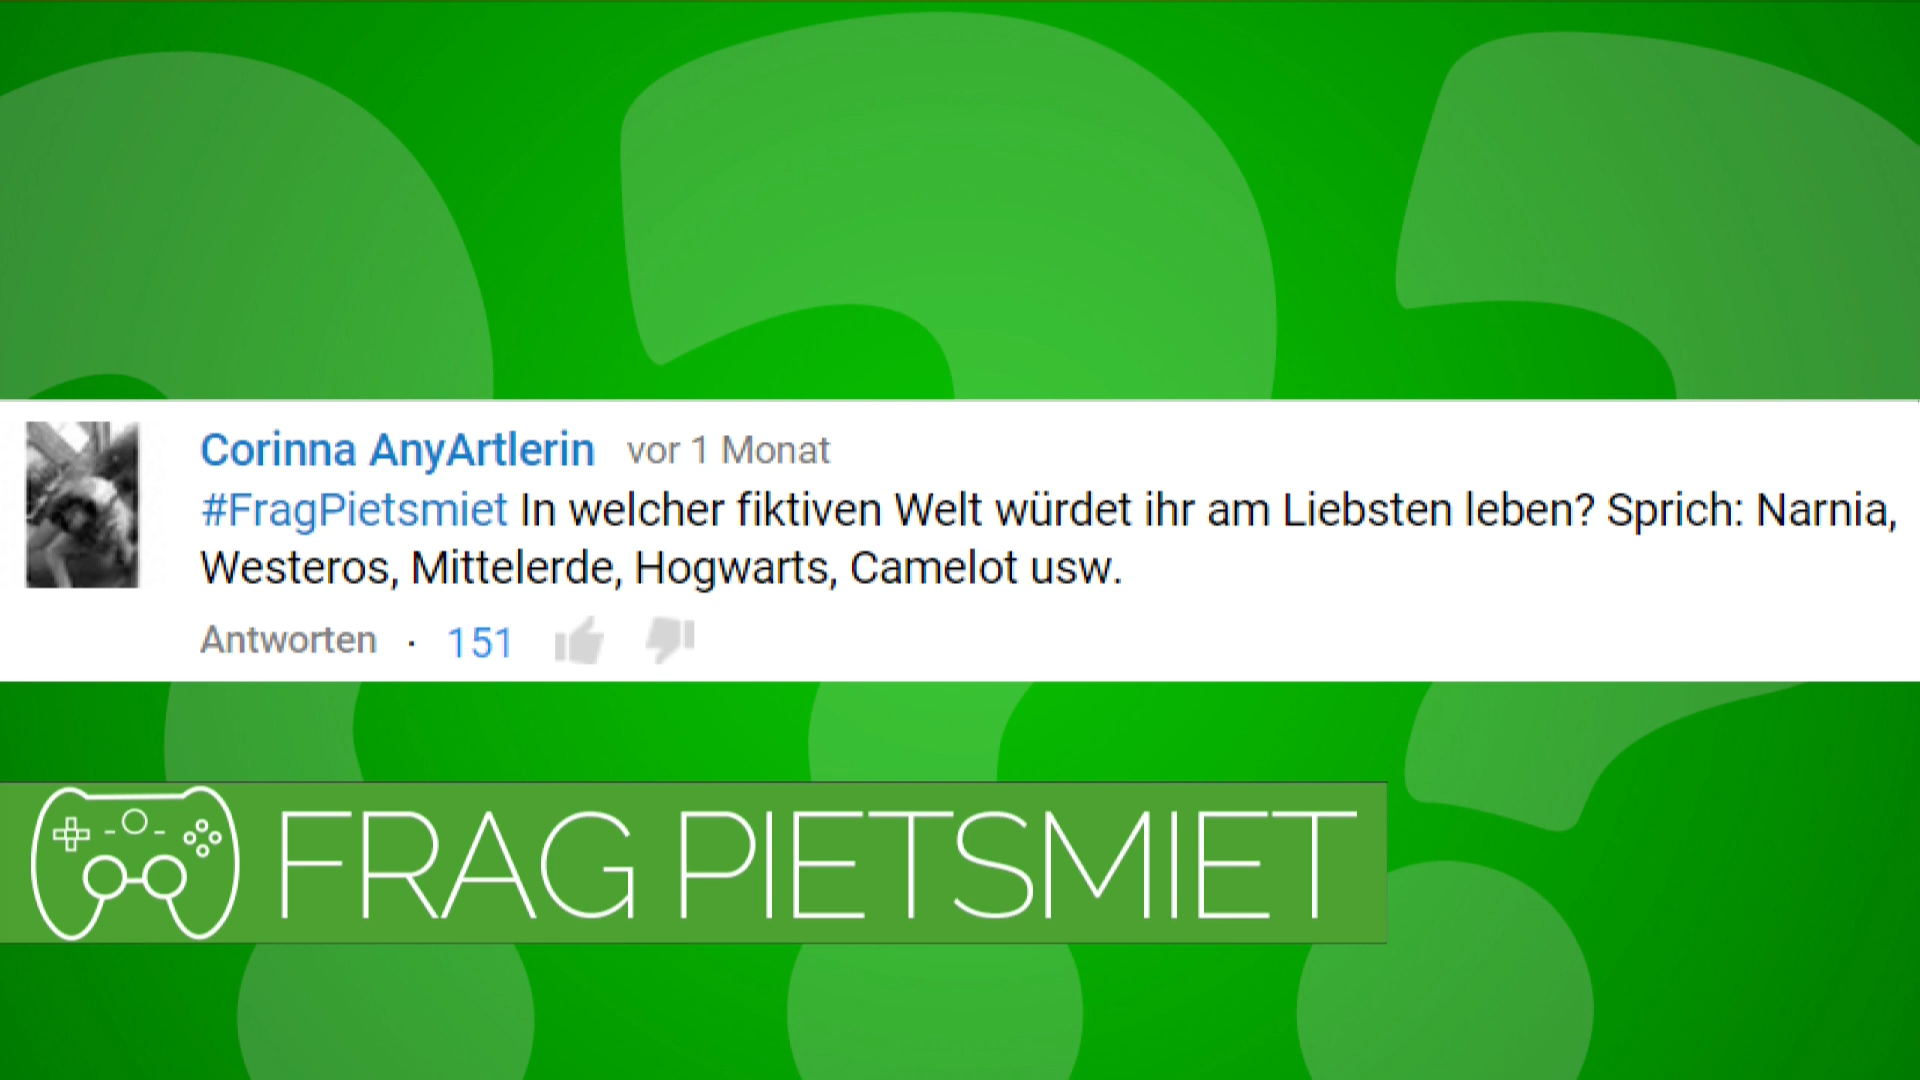 Corinna AnyArtlerin vor 1 Monat
#FragPietsmiet In welcher fiktiven Welt würdet ihr am Liebsten leben? Sprich: Narnia,
Westeros, Mittelerde, Hogwarts, Camelot usw.
Antworten · 151
FRAG PIETSMIET